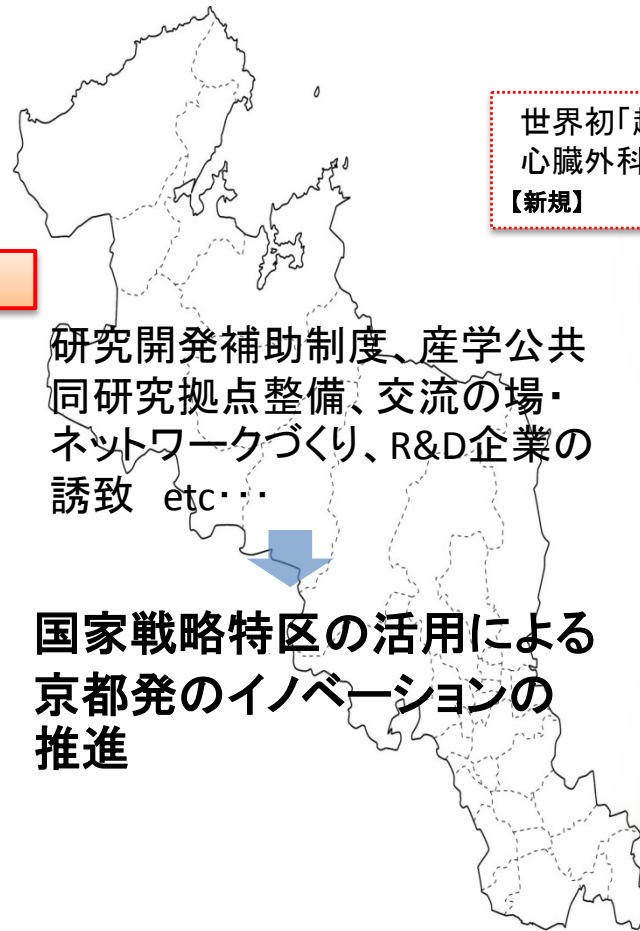 世界初「
心臓外科
【新規】
研究開発補助制度、産学公共
同研究拠点整備、交流の場・
ネットワークづくり、R&D企業の
誘致　etc･･･
国家戦略特区の活用による
京都発のイノベーションの
推進